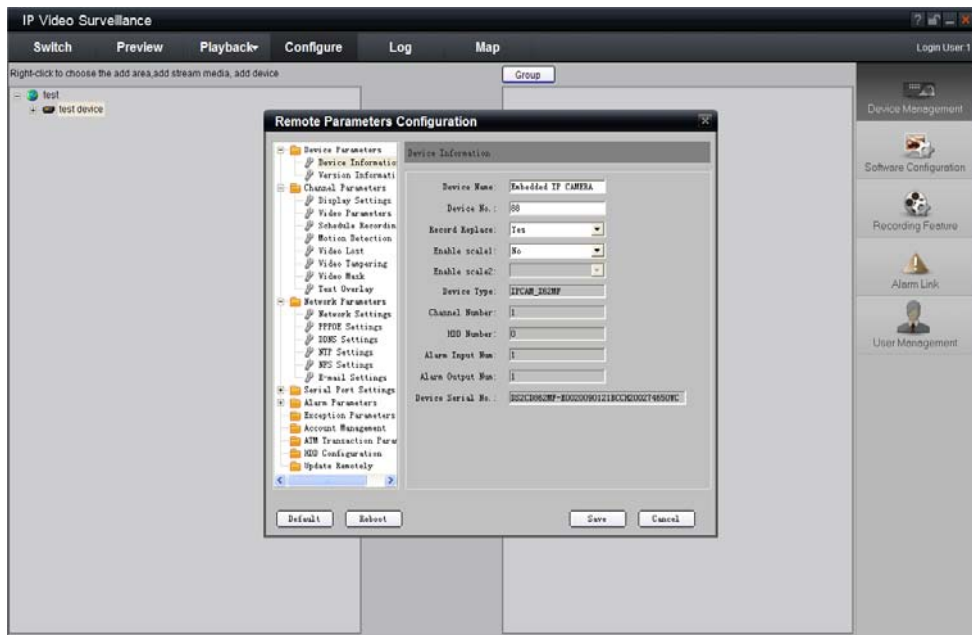 IP Video Surveillance
Switch Preview Playback Configure Log Map
Login User:1
Right-click to choose the add area,add stream media, add device
Group
test
test device
Device Management
Software Configuration
Recording Feature
Alarm Link
User Management
Remote Parameters Configuration
Device Parameters
Device Informatio
Version Informati
Channel Parameters
Display Settings
Video Parameters
Schedule Recordin
Motion Detection
Video Lost
Video Tampering
Video Mask
Text Overlay
Network Parameters
Network Settings
PPPOE Settings
DDNS Settings
NTP Settings
NFS Settings
E-mail Settings
Serial Port Settings
Alarm Parameters
Exception Parameters
Account Management
ATM Transaction Para
HDD Configuration
Update Remotely
Device Information
Device Name: Embedded IP CAMERA
Device No.: 88
Record Replace: Yes
Enable scale1: No
Enable scale2:
Device Type: IPCAM_X62MF
Channel Number: 1
HDD Number: 0
Alarm Input Num 1
Alarm Output Num: 1
Device Serial No.:
Default Reboot Save Cancel